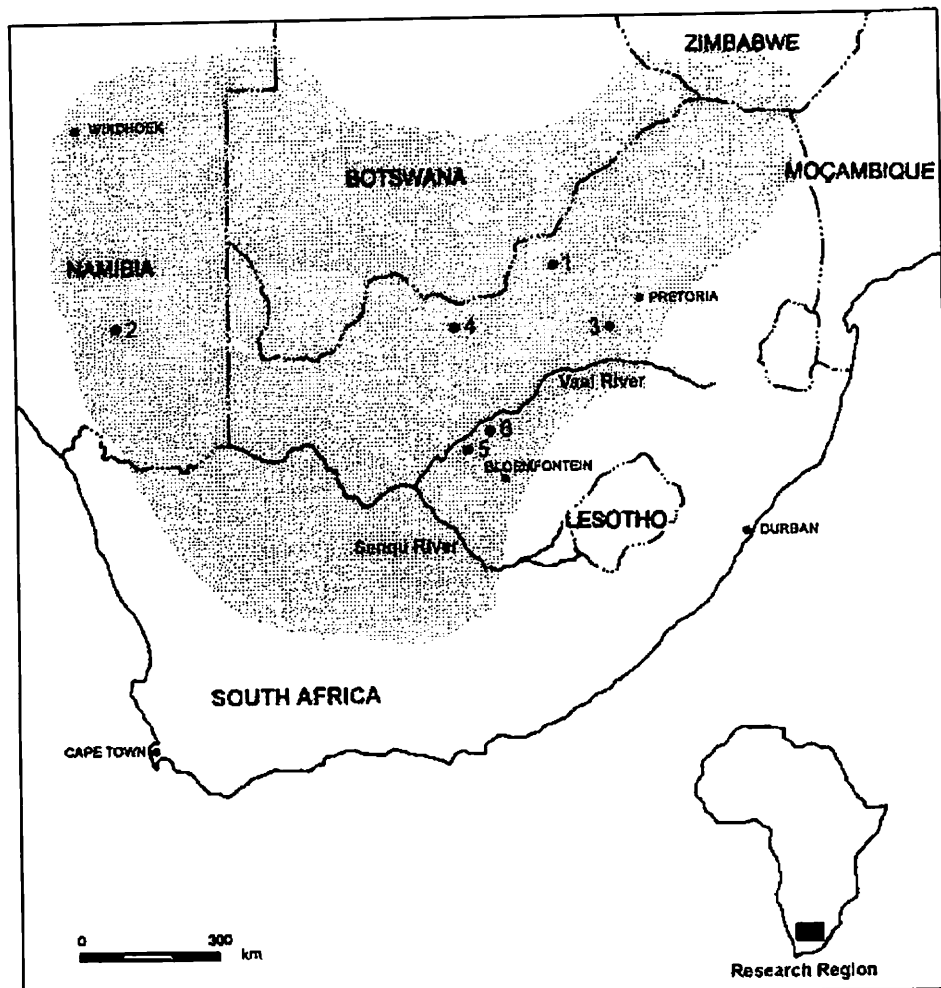 ZIMBABWE
WINDHOEK
BOTSWANA
MOÇAMBIQUE
NAMIBIA
1
PRETORIA
2
4
3
Vaal River
6
5
BLOEMFONTEIN
LESOTHO
DURBAN
Senqu River
SOUTH AFRICA
CAPE TOWN
0 300
km
Research Region